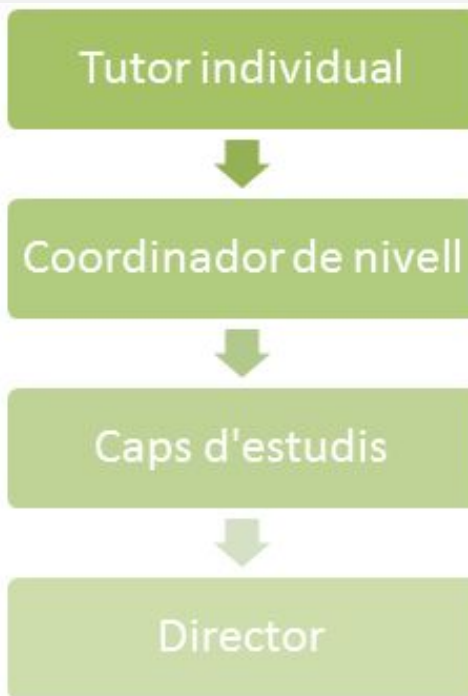 Tutor individual
Coordinador de nivell
Caps d'estudis
Director